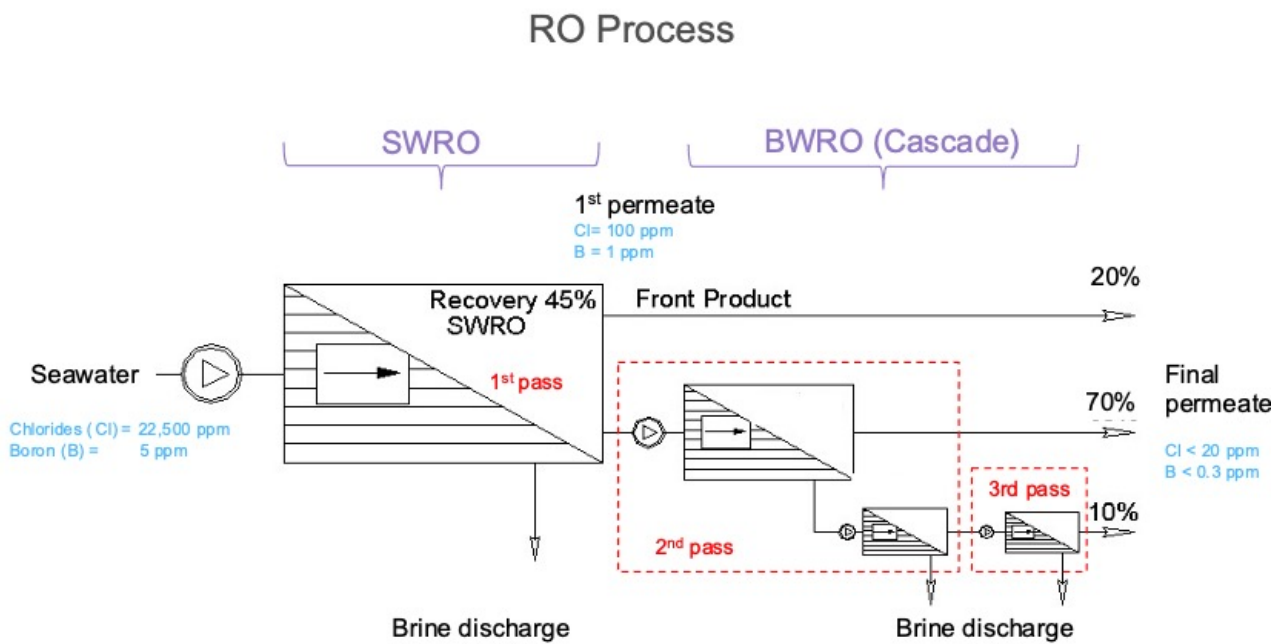 RO Process
SWRO
BWRO (Cascade)
1st permeate
Cl= 100 ppm
B = 1 ppm
Recovery 45%
SWRO
Front Product
20%
Seawater
1st pass
Chlorides (Cl)= 22,500 ppm
Boron (B) = 5 ppm
70%
Final
permeate
Cl < 20 ppm
B < 0.3 ppm
3rd pass
10%
2nd pass
Brine discharge
Brine discharge